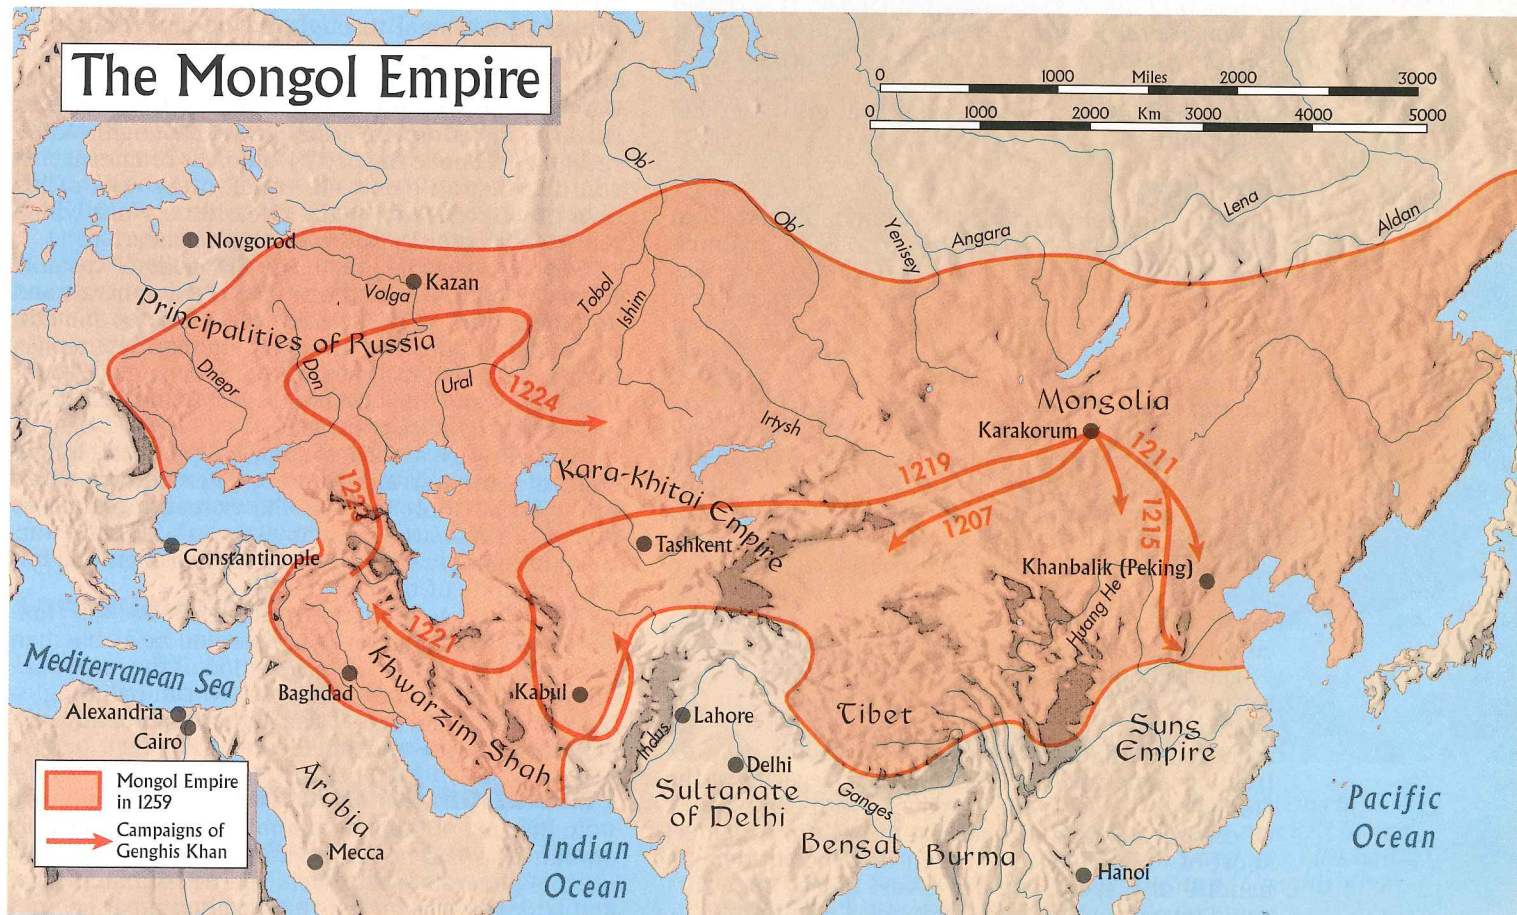 The Mongol Empire
0 1000 Miles 2000 3000
0 1000 2000 Km 3000 4000 5000
Ob'
Ob'
Yenisey
Angara
Lena
Aldan
Novgorod
Kazan
Volga
Tobol
Ishim
Principalities of Russia
Dnepr
Don
Ural
1224
Irtysh
Mongolia
Karakorum
1211
1219
1207
1215
Kara-Khitai Empire
1223
Tashkent
Constantinople
Khanbalik (Peking)
Huang He
1221
Mediterranean Sea
Khwarzim Shah
Baghdad
Kabul
Alexandria
Cairo
Lahore
Indus
Tibet
Sung
Empire
Delhi
Sultanate
of Delhi
Ganges
Bengal
Burma
Hanoi
Arabia
Mecca
Indian
Ocean
Pacific
Ocean
Mongol Empire
in 1259
Campaigns of
Genghis Khan